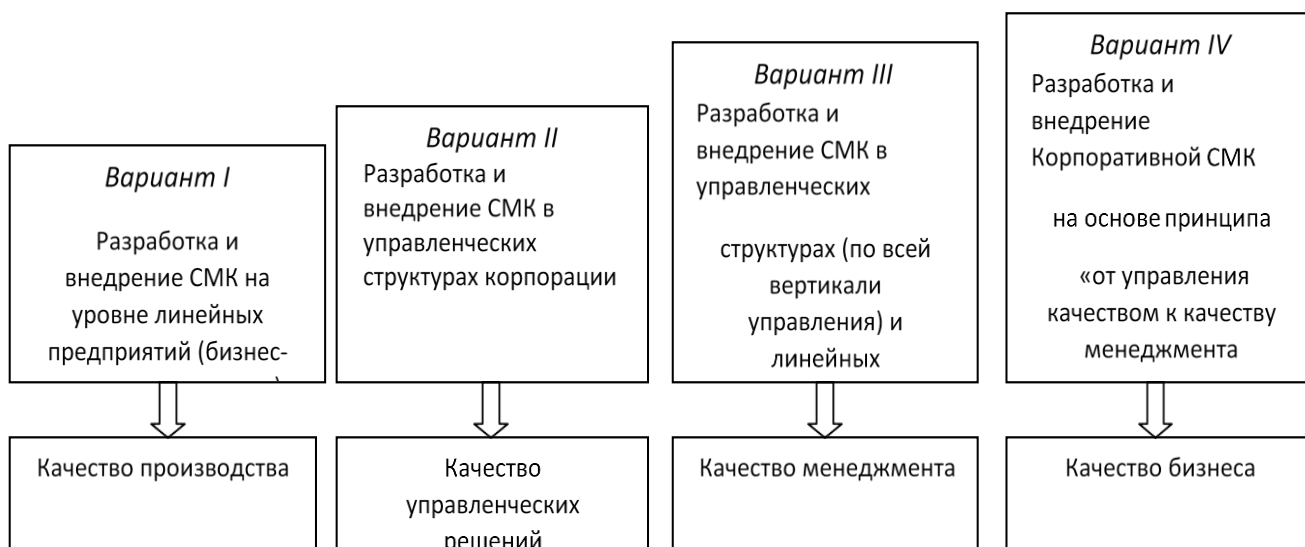 Вариант I
Разработка и
внедрение СМК на
уровне линейных
предприятий (бизнес-
Вариант II
Разработка и
внедрение СМК в
управленческих
структурах корпорации
Вариант III
Разработка и
внедрение СМК в
управленческих
структурах (по всей
вертикали
управления) и
линейных
Вариант IV
Разработка и
внедрение
Корпоративной СМК
на основе принципа
«от управления
качеством к качеству
менеджмента
Качество производства
Качество
управленческих
решений
Качество менеджмента
Качество бизнеса